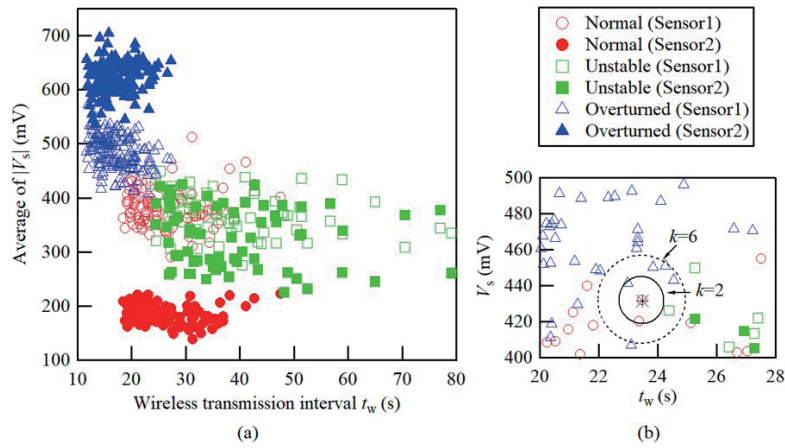 700
600
500
400
300
200
100
Average of |Vs| (mV)
10 20 30 40 50 60 70 80
Wireless transmission interval tw (s)
(a)
Normal (Sensor1)
Normal (Sensor2)
Unstable (Sensor1)
Unstable (Sensor2)
Overturned (Sensor1)
Overturned (Sensor2)
500
480
460
440
420
400
Vs (mV)
k=6
k=2
20 22 24 26 28
tw (s)
(b)